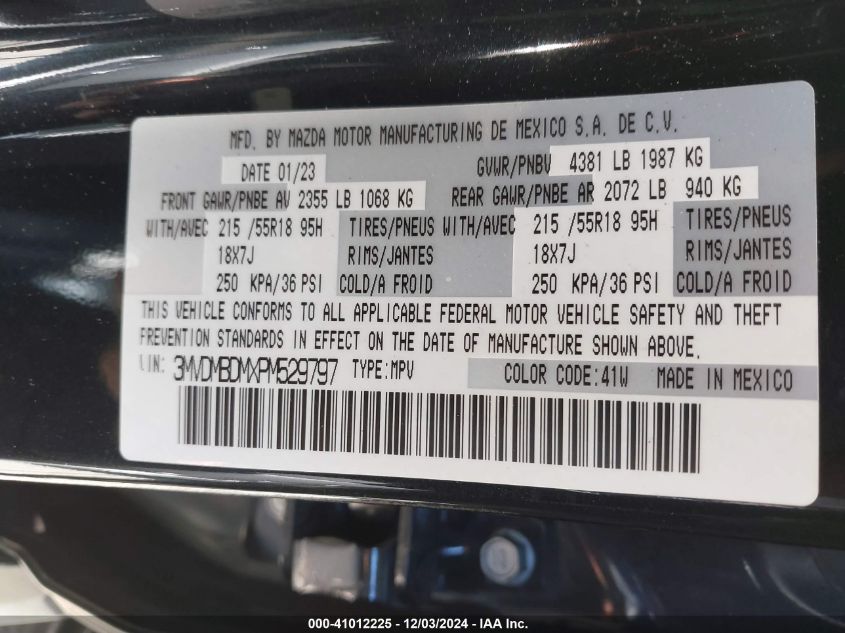 MFD. BY MAZDA MOTOR MANUFACTURING DE MEXICO S.A. DE C.V.
DATE 01/23 GVWR/PNBV 4381 LB 1987 KG
FRONT GAWR/PNBE AV 2355 LB 1068 KG REAR GAWR/PNBE AR 2072 LB 940 KG
WITH/AVEC 215 /55R18 95H TIRES/PNEUS WITH/AVEC 215 /55R18 95H TIRES/PNEUS
18X7J RIMS/JANTES 18X7J RIMS/JANTES
250 KPA/36 PSI COLD/A FROID 250 KPA/36 PSI COLD/A FROID
THIS VEHICLE CONFORMS TO ALL APPLICABLE FEDERAL MOTOR VEHICLE SAFETY AND THEFT
PREVENTION STANDARDS IN EFFECT ON THE DATE OF MANUFACTURE SHOWN ABOVE.
VIN: 3MVDMBDMXPM529797 TYPE:MPV COLOR CODE:41W MADE IN MEXICO
000-41012225 - 12/03/2024 - IAA Inc.